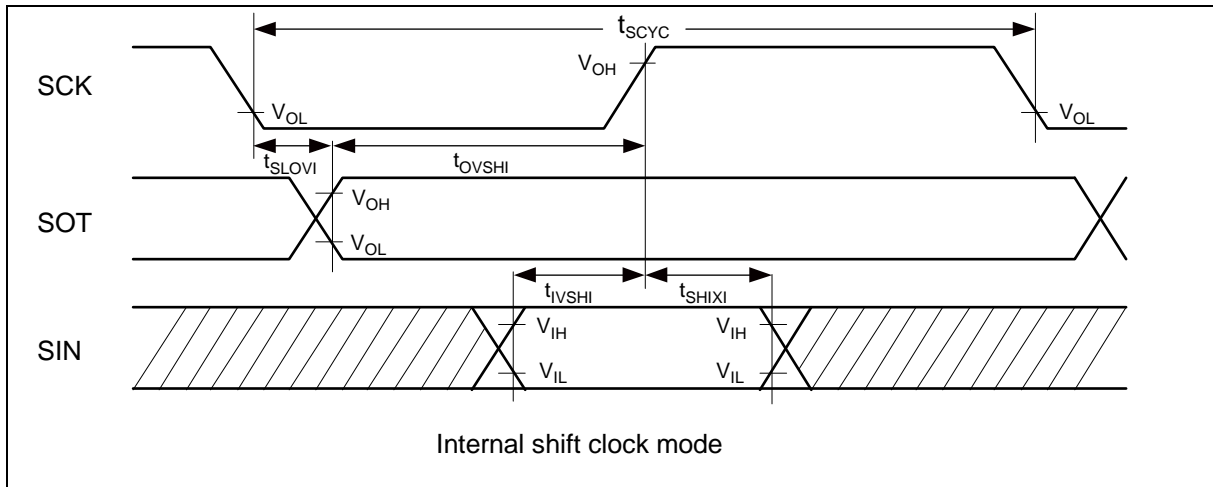 tSCYC
SCK
VOH
VOL
VOL
tSLOVI
tOVSHI
SOT
VOH
VOL
tIVSHI
tSHIXI
SIN
VIH
VIH
VIL
VIL
Internal shift clock mode